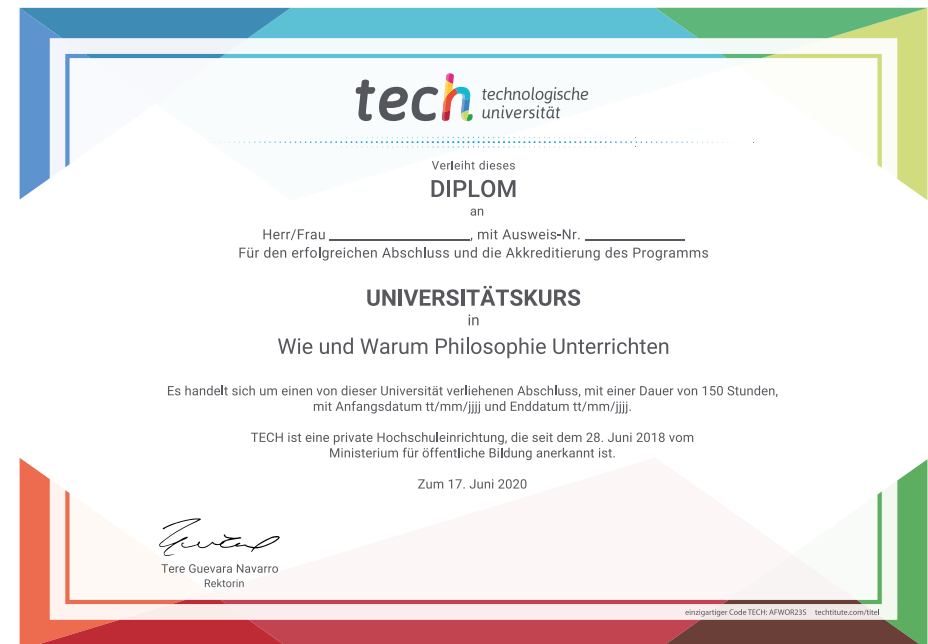 tech technologische
universität
Verleiht dieses
DIPLOM
an
Herr/Frau ____________________, mit Ausweis-Nr. ______________
Für den erfolgreichen Abschluss und die Akkreditierung des Programms
UNIVERSITÄTSKURS
in
Wie und Warum Philosophie Unterrichten
Es handelt sich um einen von dieser Universität verliehenen Abschluss, mit einer Dauer von 150 Stunden,
mit Anfangsdatum tt/mm/jjjj und Enddatum tt/mm/jjjj.
TECH ist eine private Hochschuleinrichtung, die seit dem 28. Juni 2018 vom
Ministerium für öffentliche Bildung anerkannt ist.
Zum 17. Juni 2020
Tere Guevara Navarro
Rektorin
einzigartiger Code TECH: AFWOR23S techtitute.com/titel